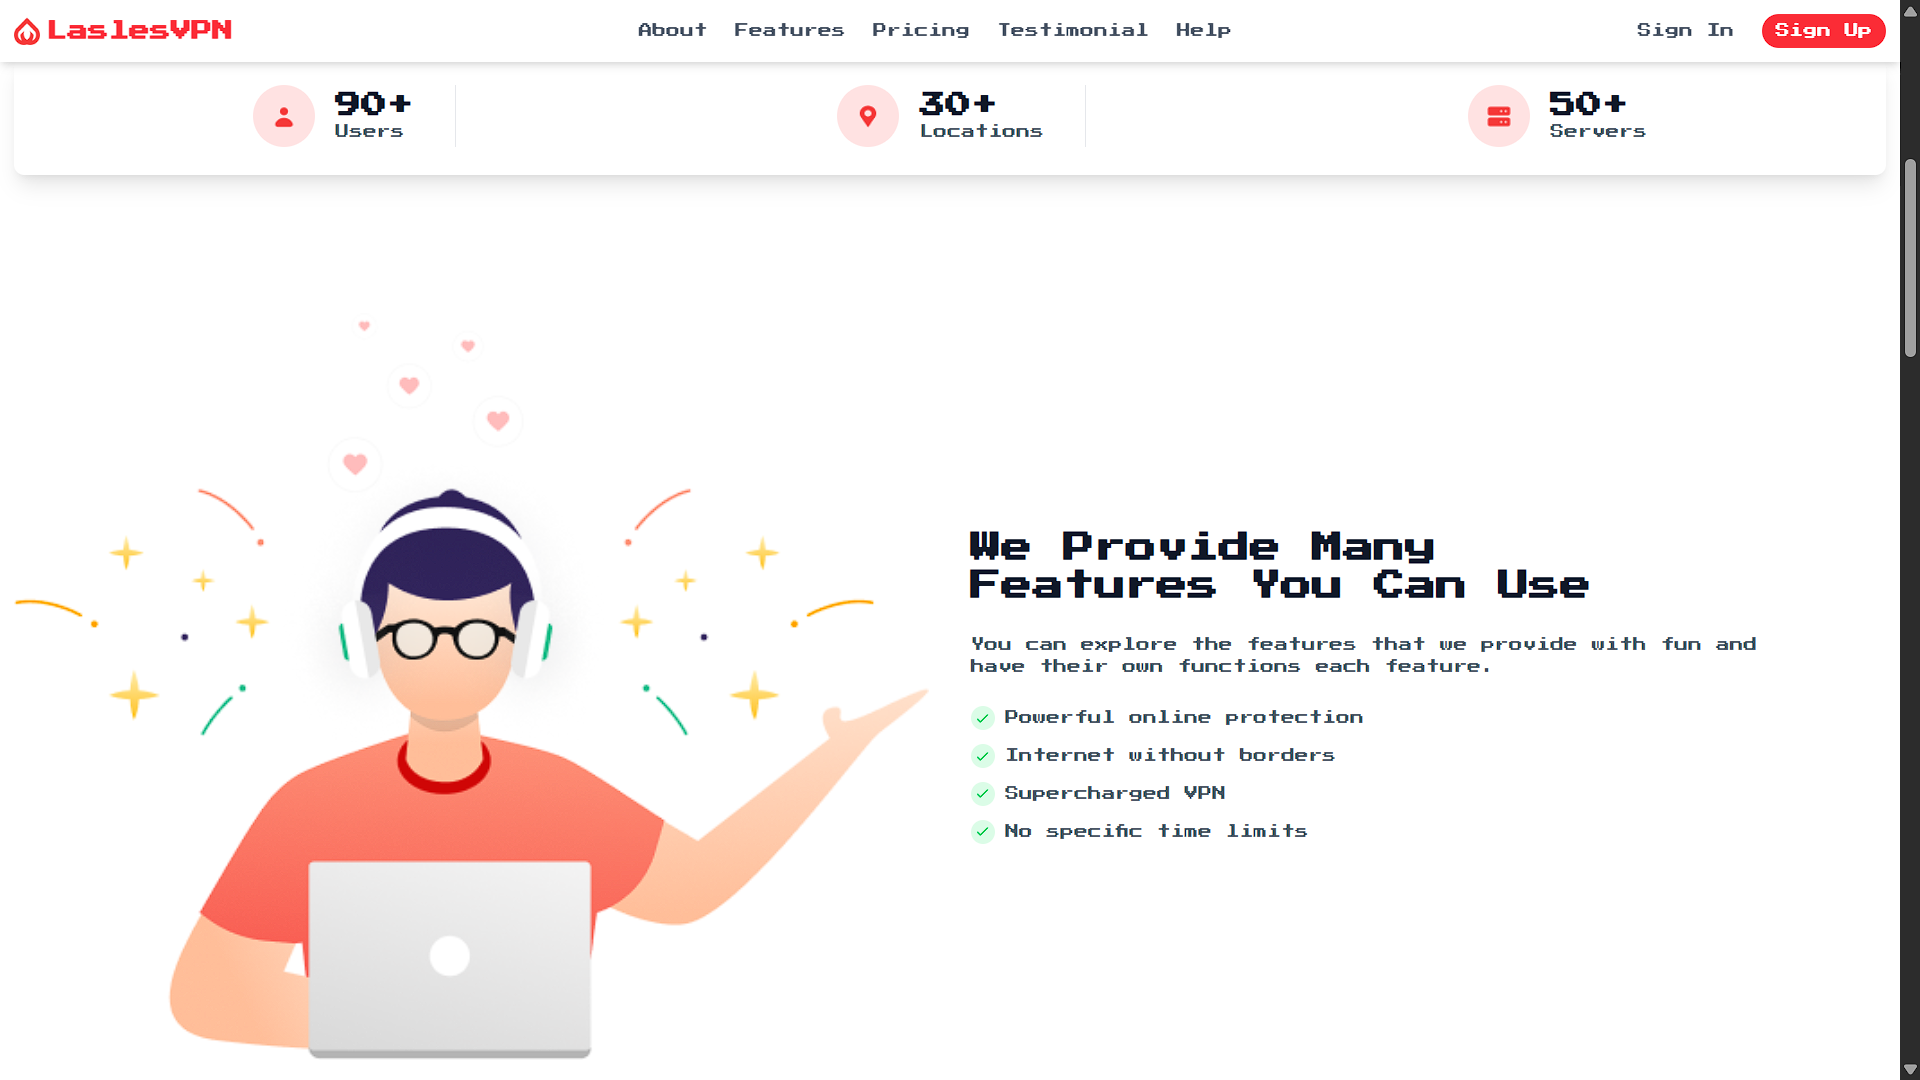 LaslesVPN
About Features Pricing Testimonial Help
Sign In Sign Up
90+
Users
30+
Locations
50+
Servers
We Provide Many
Features You Can Use
You can explore the features that we provide with fun and
have their own functions each feature.
Powerful online protection
Internet without borders
Supercharged VPN
No specific time limits